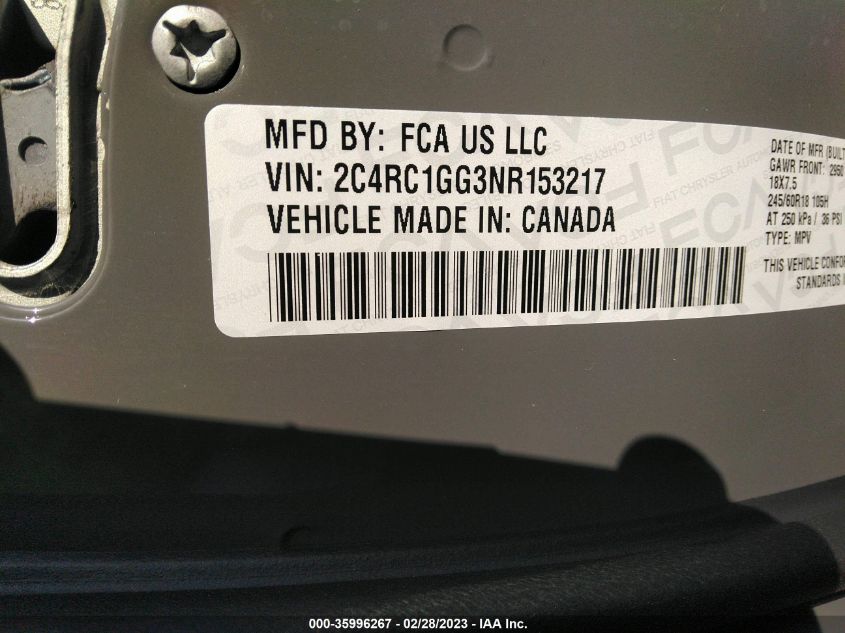 MFD BY: FCA US LLC
VIN: 2C4RC1GG3NR153217
VEHICLE MADE IN: CANADA
DATE OF MFR (BUILT
GAWR FRONT: 2950
18X7.5
245/60R18 105H
AT 250 kPa / 36 PSI
TYPE: MPV
THIS VEHICLE CONFOR
STANDARDS I
000-35996267 - 02/28/2023 - IAA Inc.